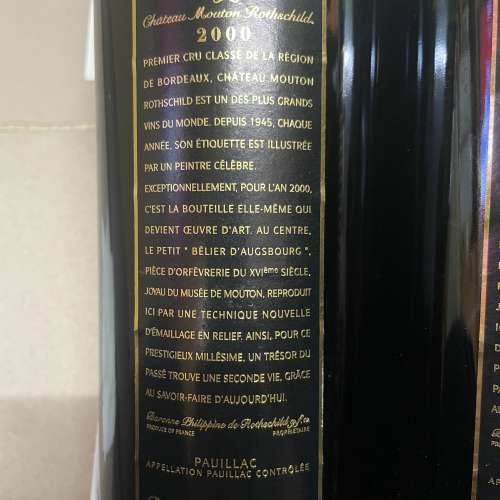 Château Mouton Rothschild
2000
PREMIER CRU CLASSÉ DE LA RÉGION
DE BORDEAUX, CHÂTEAU MOUTON
ROTHSCHILD EST UN DES PLUS GRANDS
VINS DU MONDE. DEPUIS 1945, CHAQUE
ANNÉE, SON ÉTIQUETTE EST ILLUSTRÉE
PAR UN PEINTRE CÉLÈBRE.
EXCEPTIONNELLEMENT, POUR L'AN 2000,
C'EST LA BOUTEILLE ELLE-MÊME QUI
DEVIENT ŒUVRE D'ART. AU CENTRE,
LE PETIT " BÉLIER D'AUGSBOURG ",
PIÈCE D'ORFÈVRERIE DU XVIème SIÈCLE,
JOYAU DU MUSÉE DE MOUTON, REPRODUIT
ICI PAR UNE TECHNIQUE NOUVELLE
D'ÉMAILLAGE EN RELIEF. AINSI, POUR CE
PRESTIGIEUX MILLÉSIME, UN TRÉSOR DU
PASSÉ TROUVE UNE SECONDE VIE, GRÂCE
AU SAVOIR-FAIRE D'AUJOURD'HUI.
Baronne Philippine de Rothschild g.f.a.
PRODUCE OF FRANCE PROPRIÉTAIRE
PAUILLAC
APPELLATION PAUILLAC CONTRÔLÉE